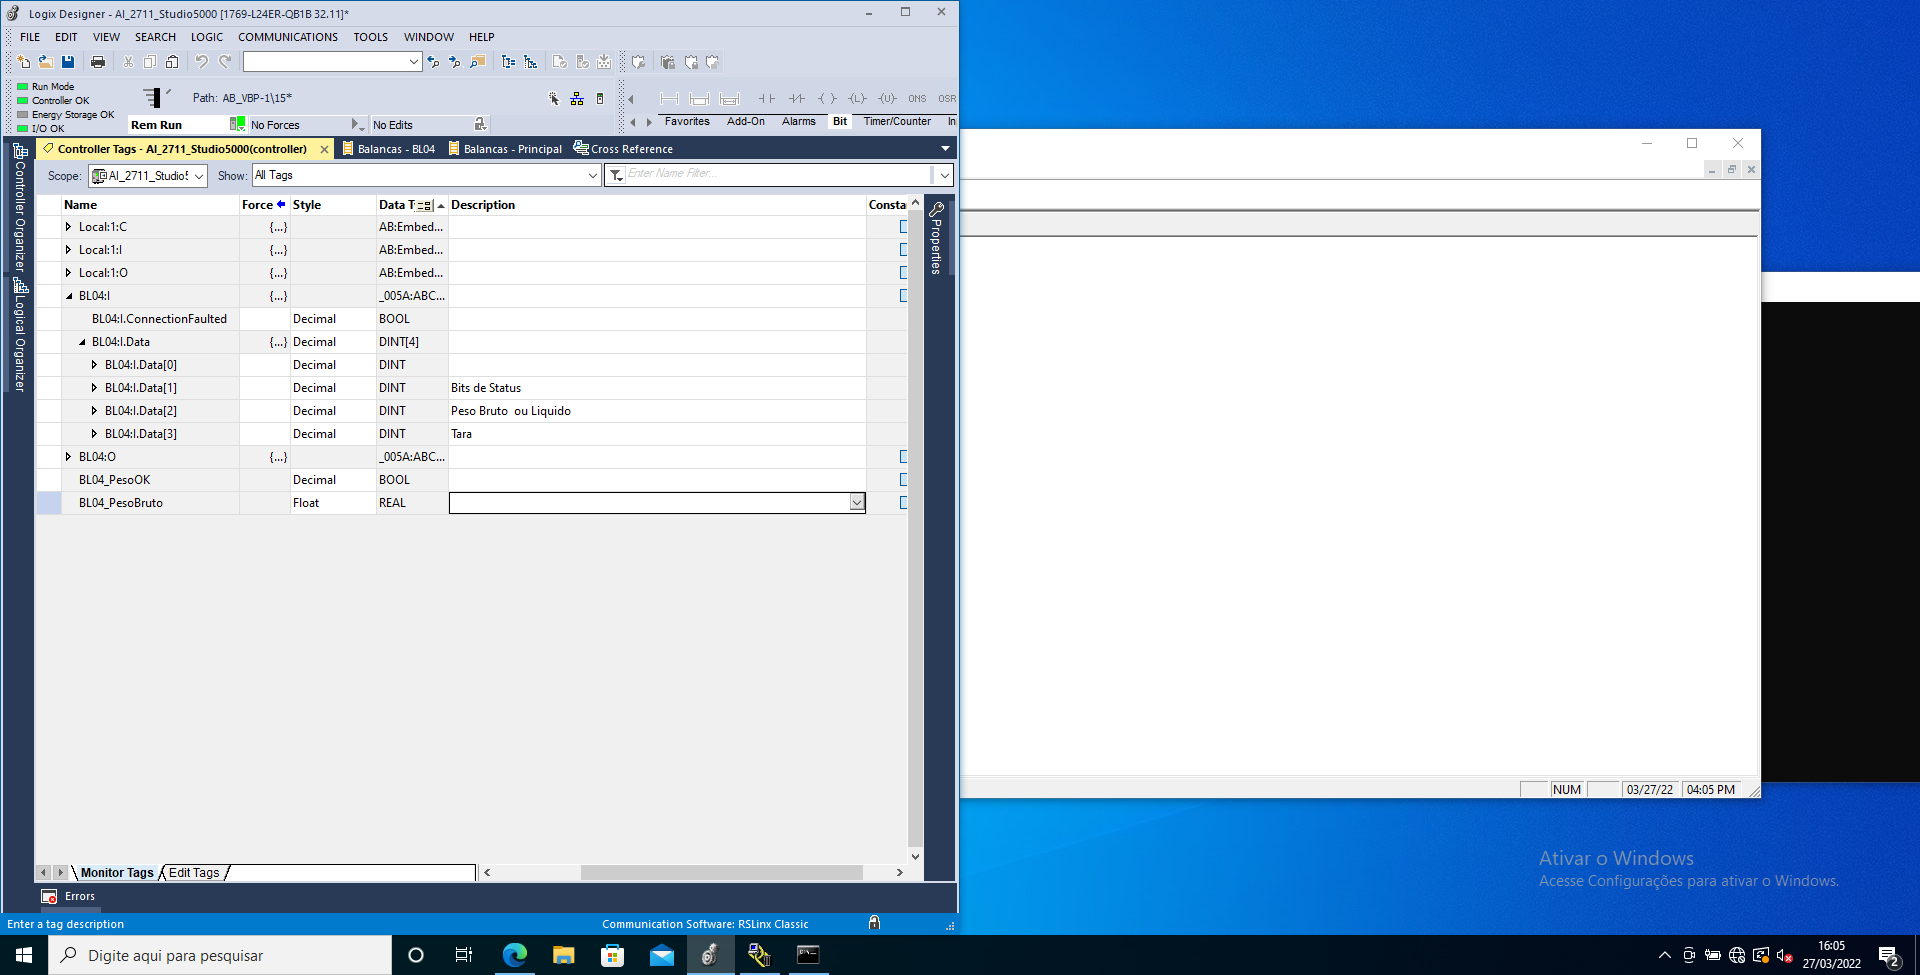 Logix Designer - AI_2711_Studio5000 [1769-L24ER-QB1B 32.11]*
FILE EDIT VIEW SEARCH LOGIC COMMUNICATIONS TOOLS WINDOW HELP
Run Mode
Controller OK
Energy Storage OK
I/O OK
Path: AB_VBP-1\15*
Rem Run No Forces No Edits
ONS OSR
Favorites Add-On Alarms Bit Timer/Counter In
Controller Tags - AI_2711_Studio5000(controller) Balancas - BL04 Balancas - Principal Cross Reference
Scope: AI_2711_Studio5 Show: All Tags Enter Name Filter...
Controller Organizer
Logical Organizer
Properties
Name Force Style Data T Description Consta
Local:1:C {...} AB:Embed...
Local:1:I {...} AB:Embed...
Local:1:O {...} AB:Embed...
BL04:I {...} _005A:ABC...
BL04:I.ConnectionFaulted Decimal BOOL
BL04:I.Data {...} Decimal DINT[4]
BL04:I.Data[0] Decimal DINT
BL04:I.Data[1] Decimal DINT Bits de Status
BL04:I.Data[2] Decimal DINT Peso Bruto ou Liquido
BL04:I.Data[3] Decimal DINT Tara
BL04:O {...} _005A:ABC...
BL04_PesoOK Decimal BOOL
BL04_PesoBruto Float REAL
Monitor Tags Edit Tags
Errors
Enter a tag description Communication Software: RSLinx Classic
NUM 03/27/22 04:05 PM
Ativar o Windows
Acesse Configurações para ativar o Windows.
Digite aqui para pesquisar
16:05
27/03/2022
2